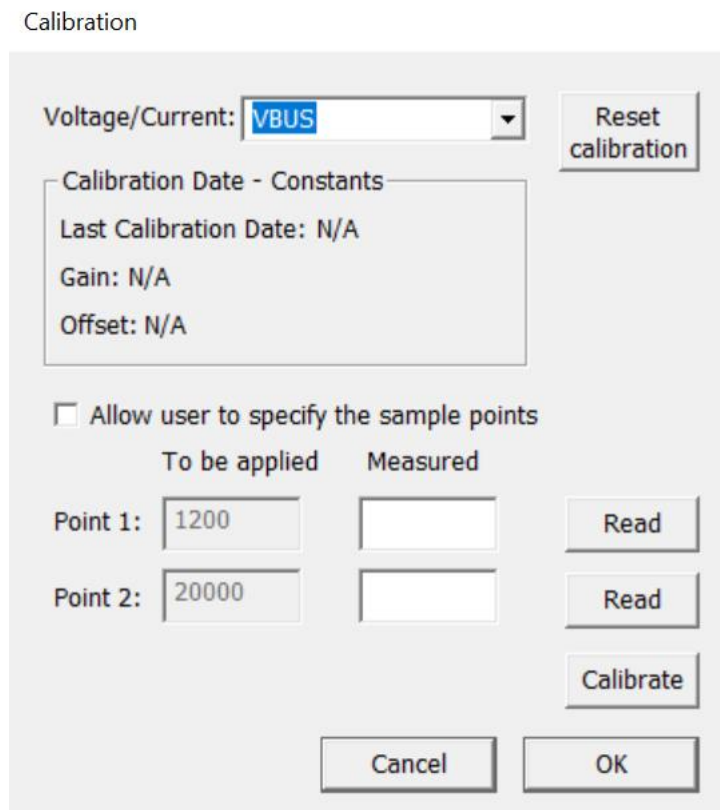 Calibration
Voltage/Current: VBUS
Reset
calibration
Calibration Date - Constants
Last Calibration Date: N/A
Gain: N/A
Offset: N/A
Allow user to specify the sample points
To be applied Measured
Point 1: 1200 Read
Point 2: 20000 Read
Calibrate
Cancel OK